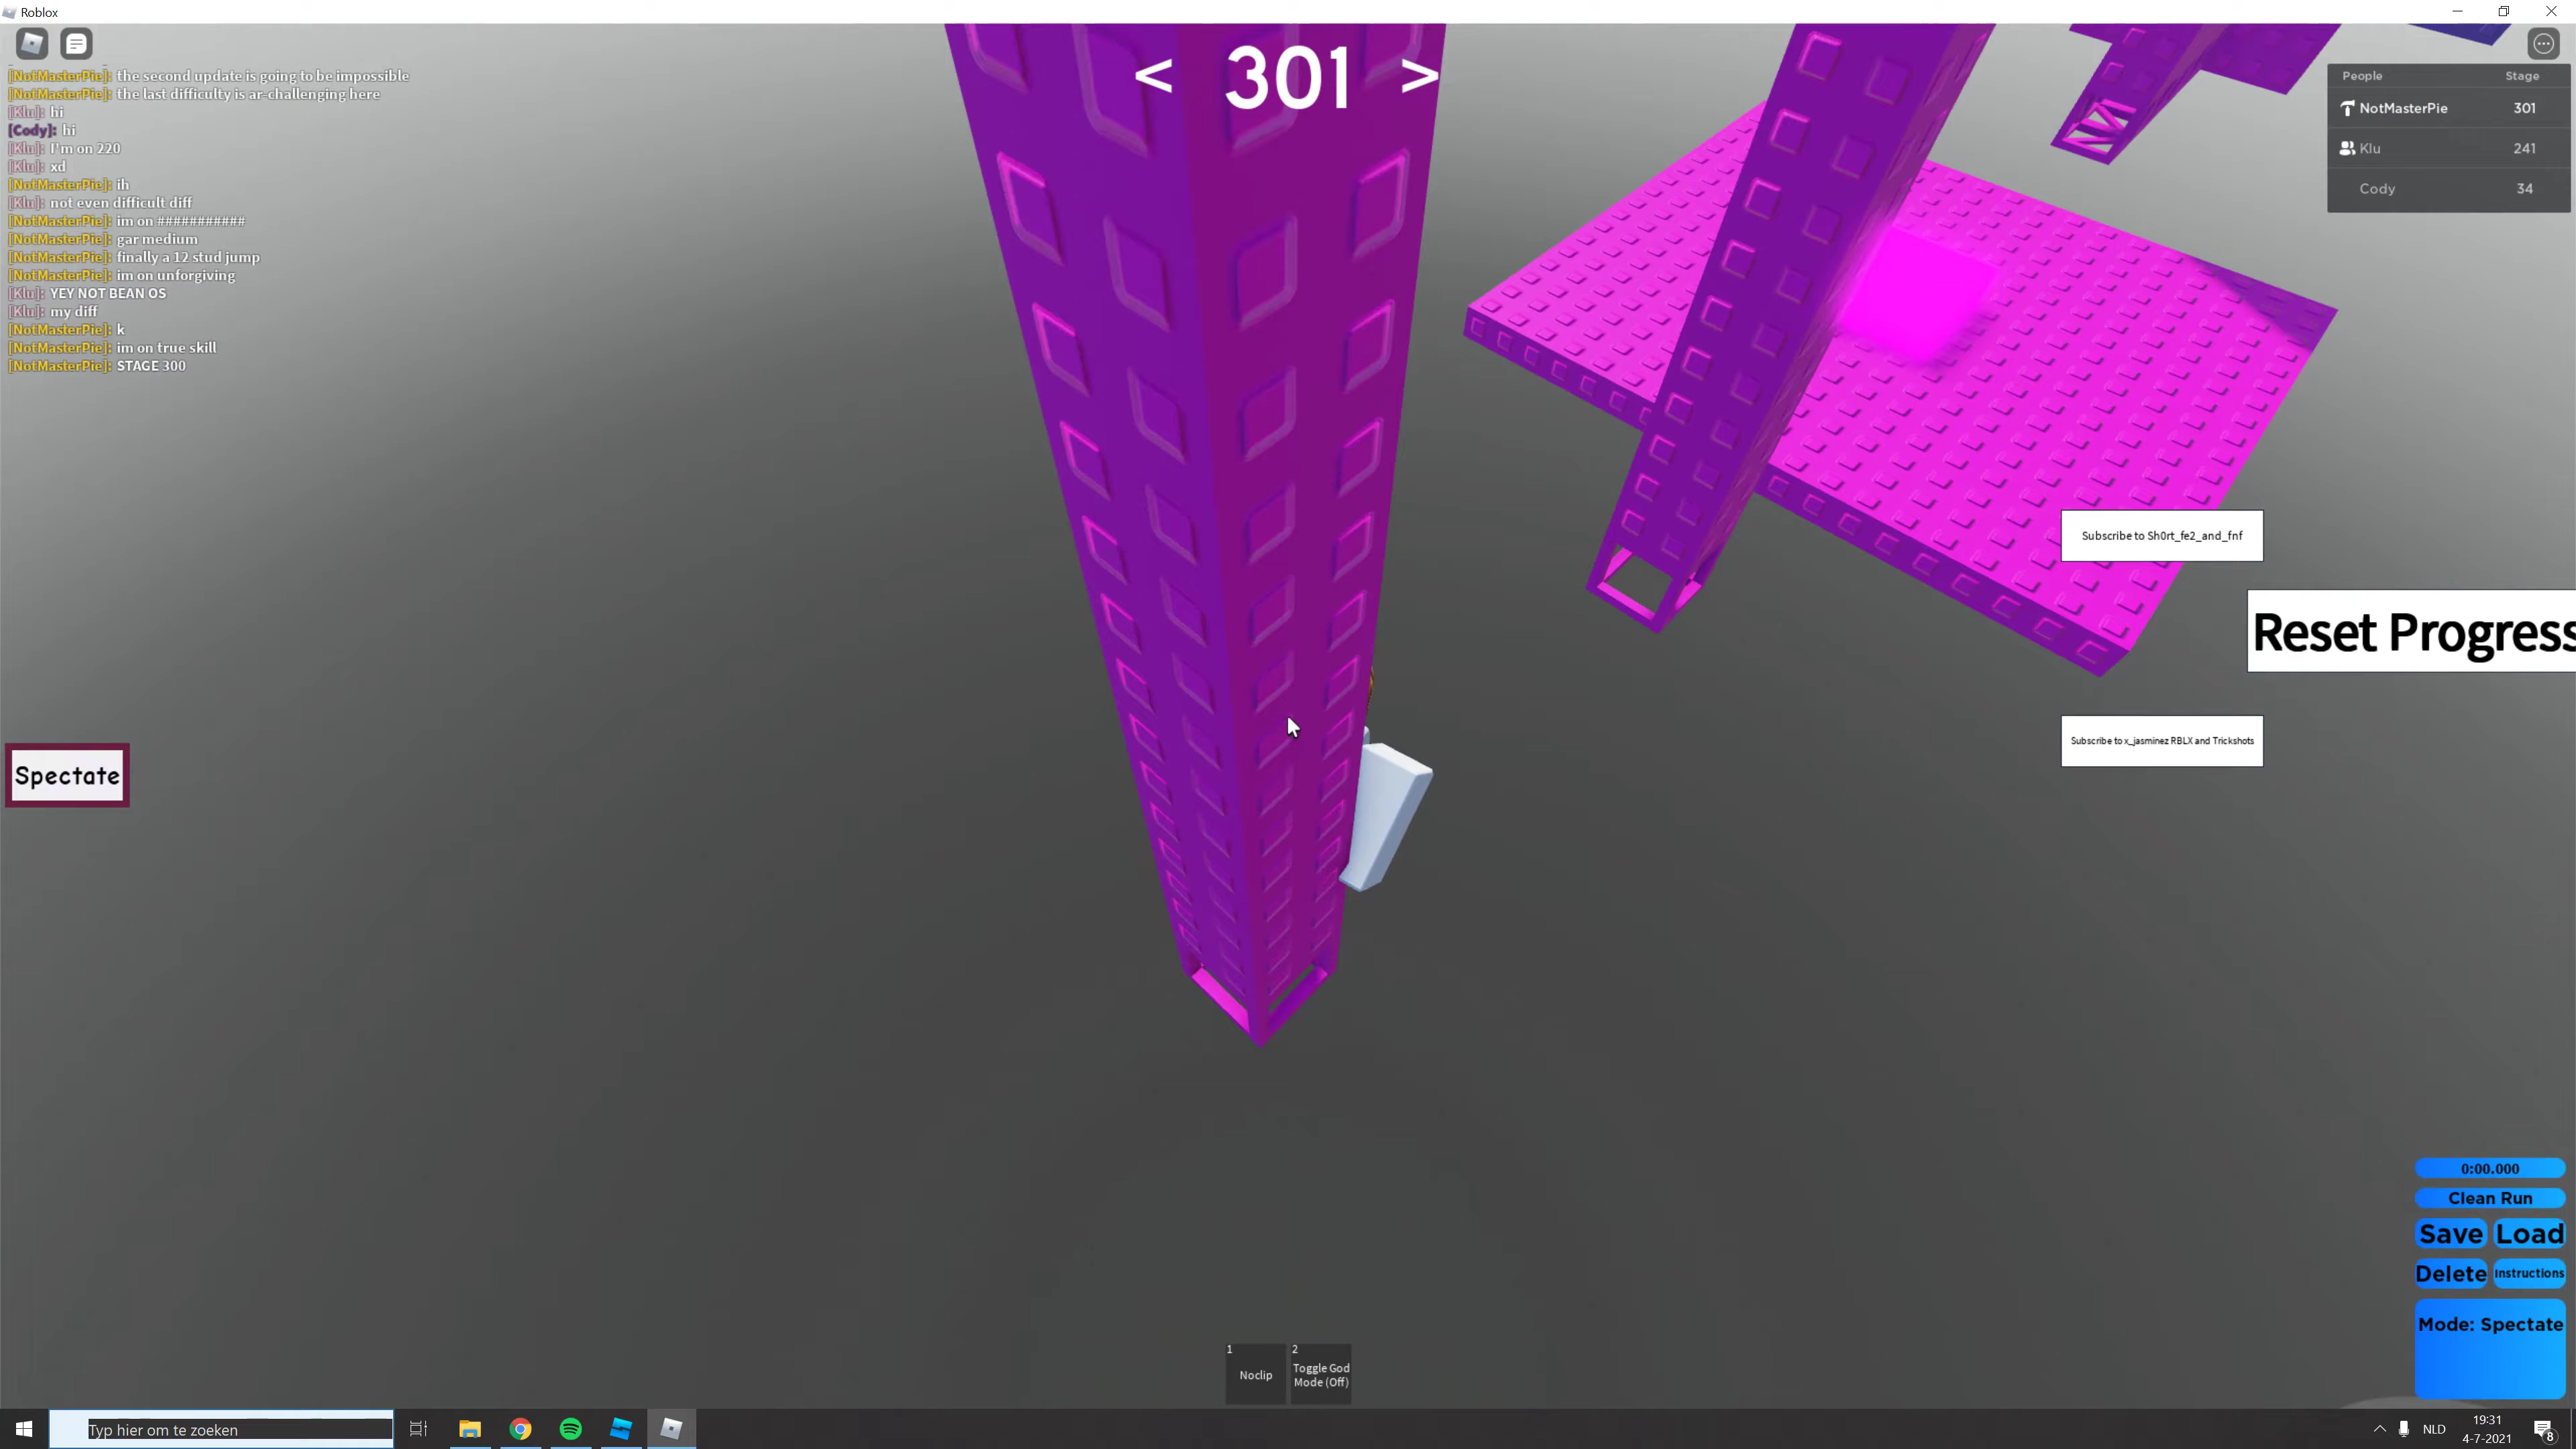 Roblox
[NotMasterPie]: the second update is going to be impossible
[NotMasterPie]: the last difficulty is ar-challenging here
[Klu]: hi
[Cody]: hi
[Klu]: I'm on 220
[Klu]: xd
[NotMasterPie]: ih
[Klu]: not even difficult diff
[NotMasterPie]: im on ###########
[NotMasterPie]: gar medium
[NotMasterPie]: finally a 12 stud jump
[NotMasterPie]: im on unforgiving
[Klu]: YEY NOT BEAN OS
[Klu]: my diff
[NotMasterPie]: k
[NotMasterPie]: im on true skill
[NotMasterPie]: STAGE 300
< 301 >
People Stage
NotMasterPie 301
Klu 241
Cody 34
Subscribe to Sh0rt_fe2_and_fnf
Reset Progress
Subscribe to x_jasminez RBLX and Trickshots
Spectate
0:00.000
Clean Run
Save Load
Delete Instructions
Mode: Spectate
1 Noclip
2 Toggle God
Mode (Off)
Typ hier om te zoeken
NLD
19:31
4-7-2021
8